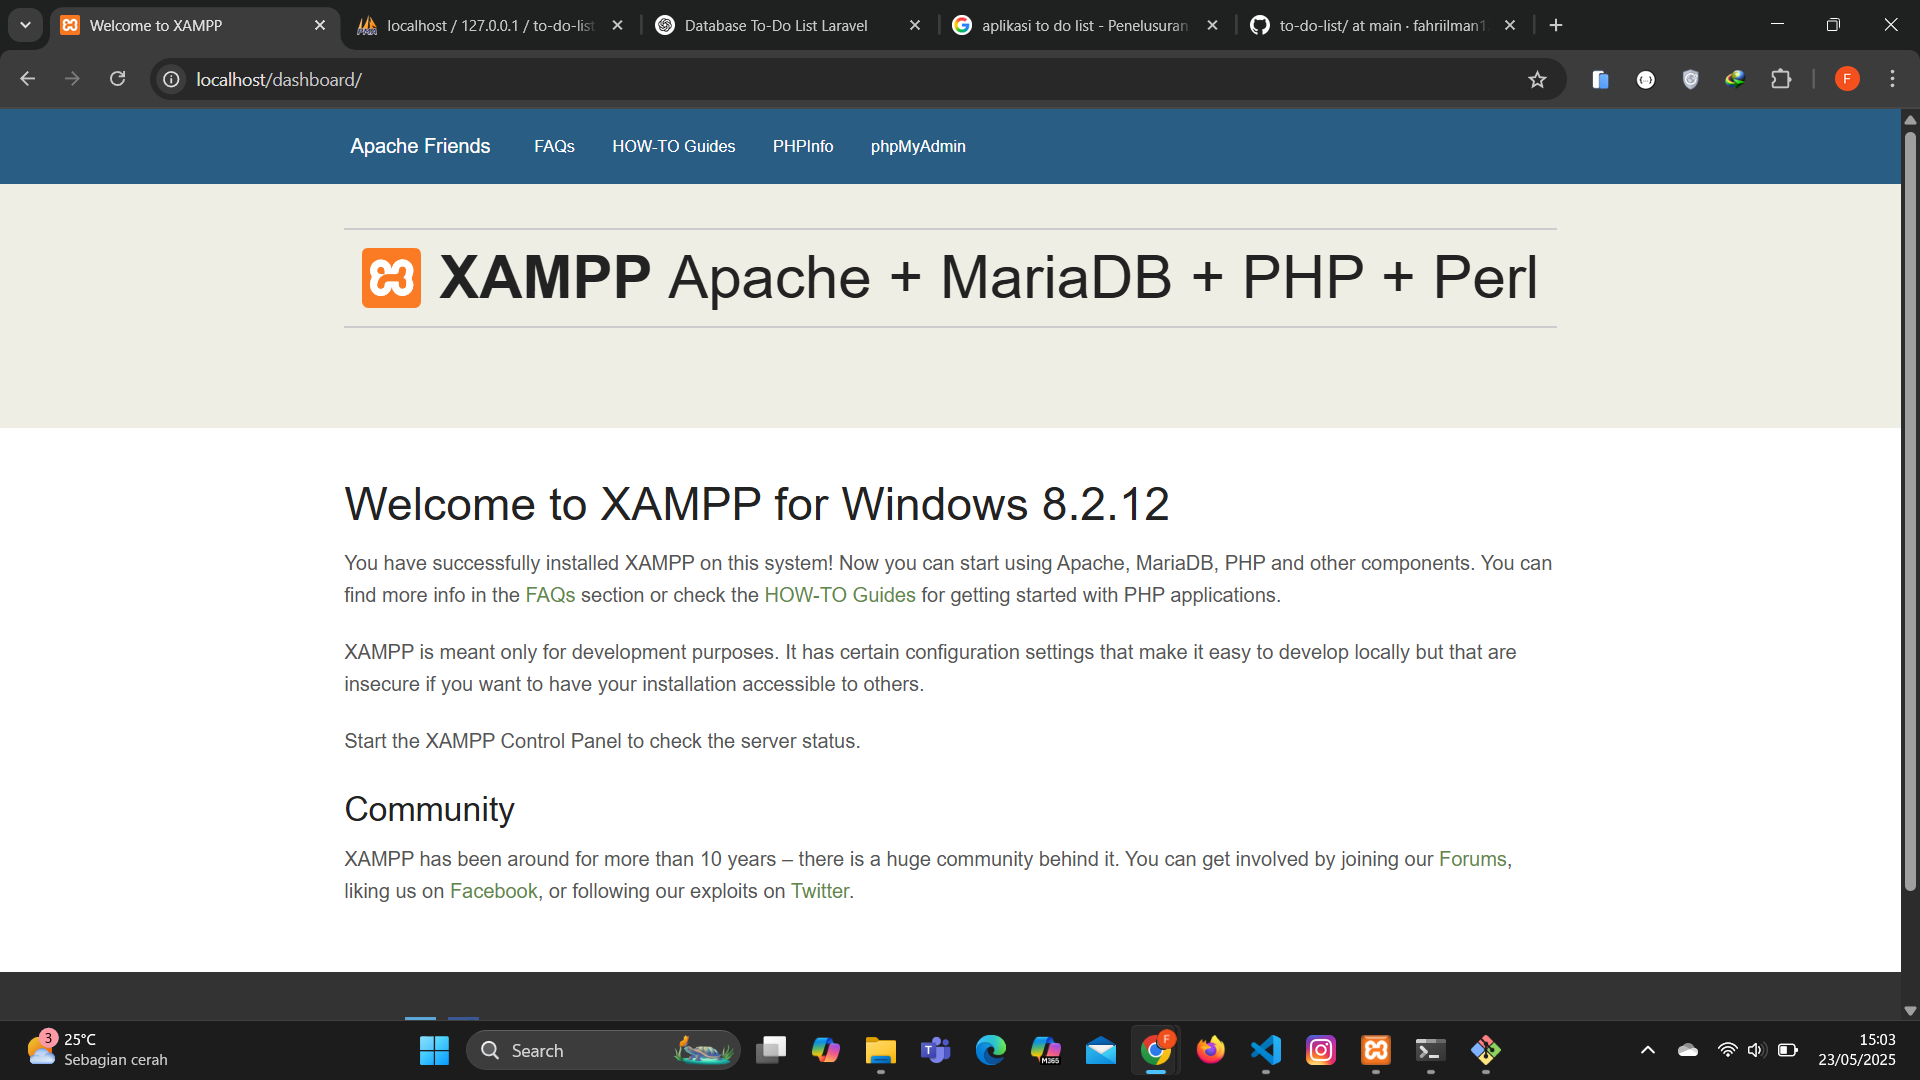 Welcome to XAMPP
localhost / 127.0.0.1 / to-do-list
Database To-Do List Laravel
aplikasi to do list - Penelusuran
to-do-list/ at main · fahriilman1
localhost/dashboard/
F
Apache Friends
FAQs
HOW-TO Guides
PHPInfo
phpMyAdmin
XAMPP Apache + MariaDB + PHP + Perl
Welcome to XAMPP for Windows 8.2.12
You have successfully installed XAMPP on this system! Now you can start using Apache, MariaDB, PHP and other components. You can
find more info in the FAQs section or check the HOW-TO Guides for getting started with PHP applications.
XAMPP is meant only for development purposes. It has certain configuration settings that make it easy to develop locally but that are
insecure if you want to have your installation accessible to others.
Start the XAMPP Control Panel to check the server status.
Community
XAMPP has been around for more than 10 years – there is a huge community behind it. You can get involved by joining our Forums,
liking us on Facebook, or following our exploits on Twitter.
3
25°C
Sebagian cerah
Search
M365
F
15:03
23/05/2025